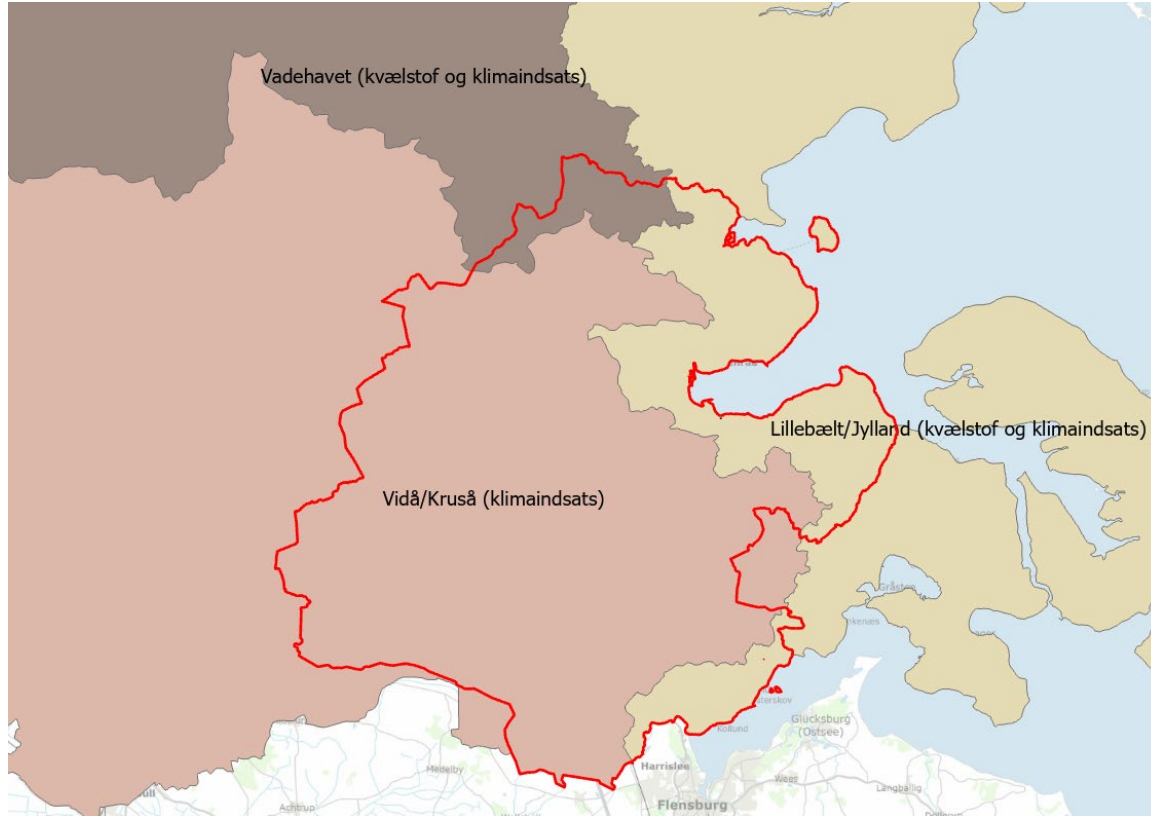 Vadehavet (kvælstof og klimaindsats)
Lillebælt/Jylland (kvælstof og klimaindsats)
Vidå/Kruså (klimaindsats)
Gråsten
Kollund
Glücksburg
(Ostsee)
Harrislee
Wees
Medelby
Langballig
Achtrup
Flensburg